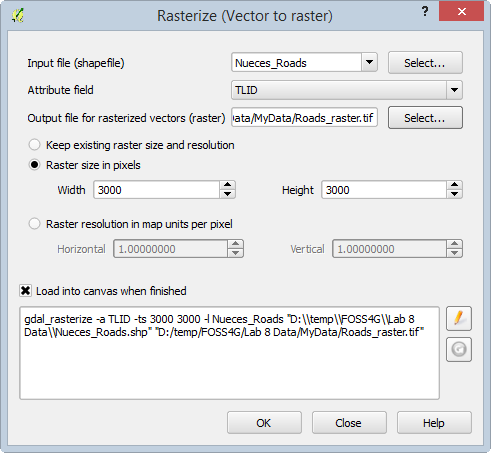 Rasterize (Vector to raster)
? ×
Input file (shapefile) Nueces_Roads Select...
Attribute field TLID
Output file for rasterized vectors (raster) Data/MyData/Roads_raster.tif Select...
Keep existing raster size and resolution
Raster size in pixels
Width 3000 Height 3000
Raster resolution in map units per pixel
Horizontal 1.00000000 Vertical 1.00000000
Load into canvas when finished
gdal_rasterize -a TLID -ts 3000 3000 -l Nueces_Roads "D:\\temp\\FOSS4G\\Lab 8
Data\\Nueces_Roads.shp" "D:/temp/FOSS4G/Lab 8 Data/MyData/Roads_raster.tif"
OK Close Help